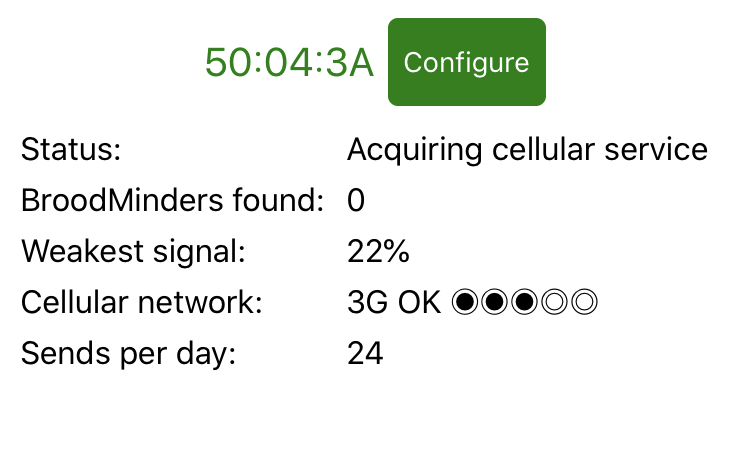 50:04:3A Configure
Status: Acquiring cellular service
BroodMinders found: 0
Weakest signal: 22%
Cellular network: 3G OK ◉◉◉◎◎
Sends per day: 24